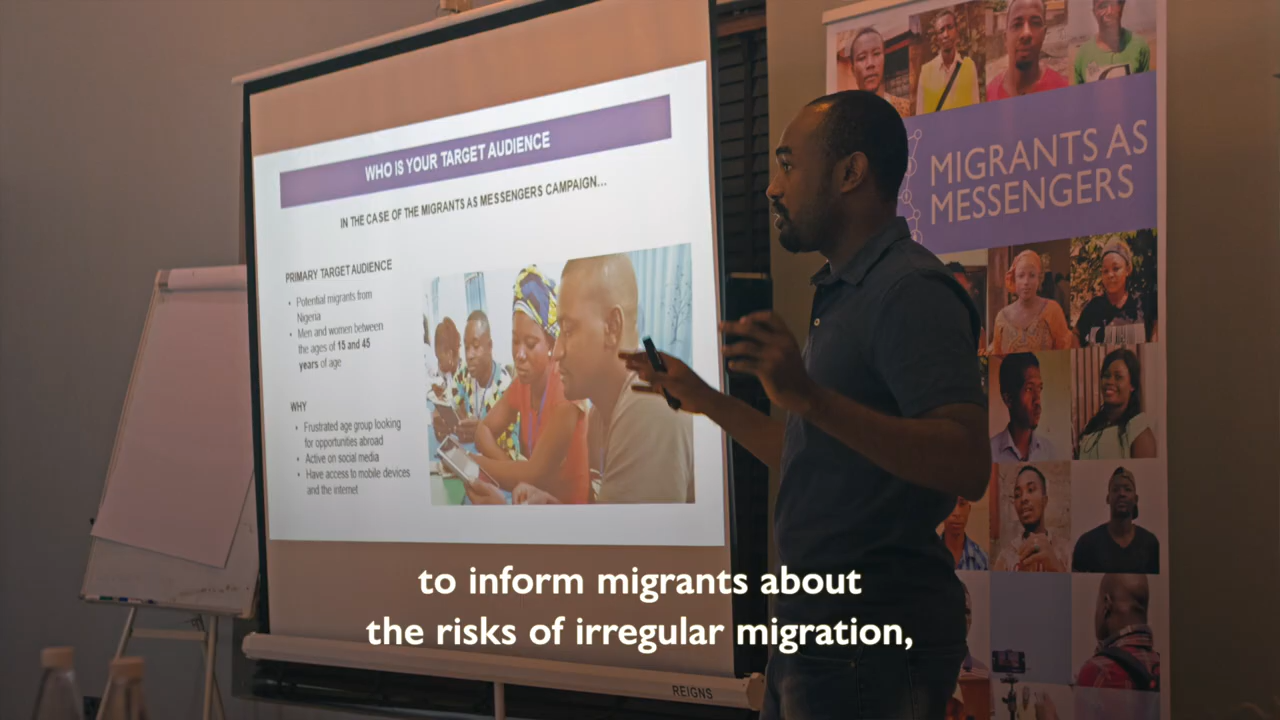 WHO IS YOUR TARGET AUDIENCE
IN THE CASE OF THE MIGRANTS AS MESSENGERS CAMPAIGN...
PRIMARY TARGET AUDIENCE
• Potential migrants from
Nigeria
• Men and women between
the ages of 15 and 45
years of age
WHY
• Frustrated age group looking
for opportunities abroad
• Active on social media
• Have access to mobile devices
and the internet
MIGRANTS AS
MESSENGERS
to inform migrants about
the risks of irregular migration,
REIGNS